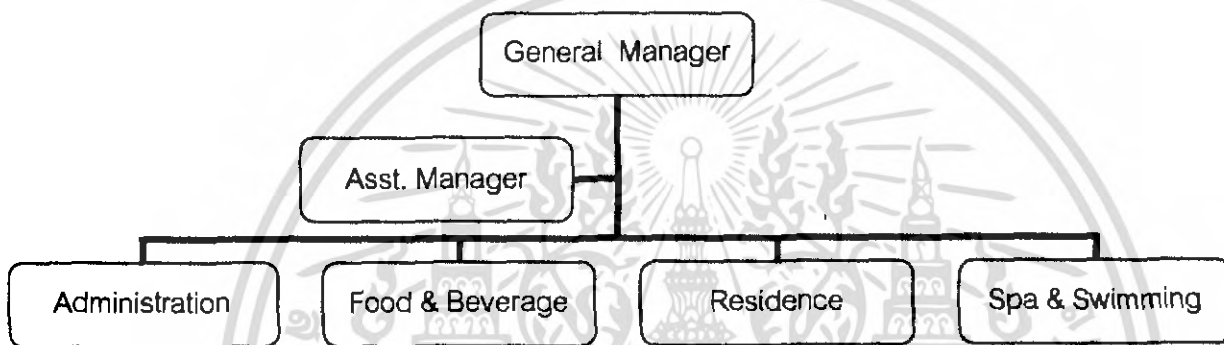 General Manager
Asst. Manager
Administration
Food & Beverage
Residence
Spa & Swimming